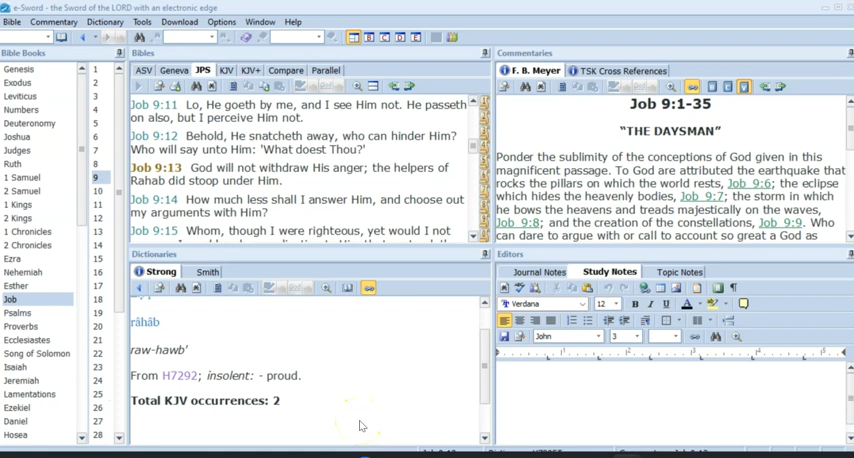 e-Sword - the Sword of the LORD with an electronic edge
Bible Commentary Dictionary Tools Download Options Window Help
B C D E
Bible Books
Genesis
Exodus
Leviticus
Numbers
Deuteronomy
Joshua
Judges
Ruth
1 Samuel
2 Samuel
1 Kings
2 Kings
1 Chronicles
2 Chronicles
Ezra
Nehemiah
Esther
Job
Psalms
Proverbs
Ecclesiastes
Song of Solomon
Isaiah
Jeremiah
Lamentations
Ezekiel
Daniel
Hosea
1
2
3
4
5
6
7
8
9
10
11
12
13
14
15
16
17
18
19
20
21
22
23
24
25
26
27
28
Bibles
ASV Geneva JPS KJV KJV+ Compare Parallel
Job 9:11 Lo, He goeth by me, and I see Him not. He passeth
on also, but I perceive Him not.
Job 9:12 Behold, He snatcheth away, who can hinder Him?
Who will say unto Him: 'What doest Thou?'
Job 9:13 God will not withdraw His anger; the helpers of
Rahab did stoop under Him.
Job 9:14 How much less shall I answer Him, and choose out
my arguments with Him?
Job 9:15 Whom, though I were righteous, yet would I not
Commentaries
F. B. Meyer TSK Cross References
Job 9:1-35
“THE DAYSMAN”
Ponder the sublimity of the conceptions of God given in this
magnificent passage. To God are attributed the earthquake that
rocks the pillars on which the world rests, Job 9:6; the eclipse
which hides the heavenly bodies, Job 9:7; the storm in which
he bows the heavens and treads majestically on the waves,
Job 9:8; and the creation of the constellations, Job 9:9. Who
can dare to argue with or call to account so great a God as
Dictionaries
Strong Smith
râhâb
raw-hawb'
From H7292; insolent: - proud.
Total KJV occurrences: 2
Editors
Journal Notes Study Notes Topic Notes
Verdana 12 B I U A
John 3
1 2 3 4 5